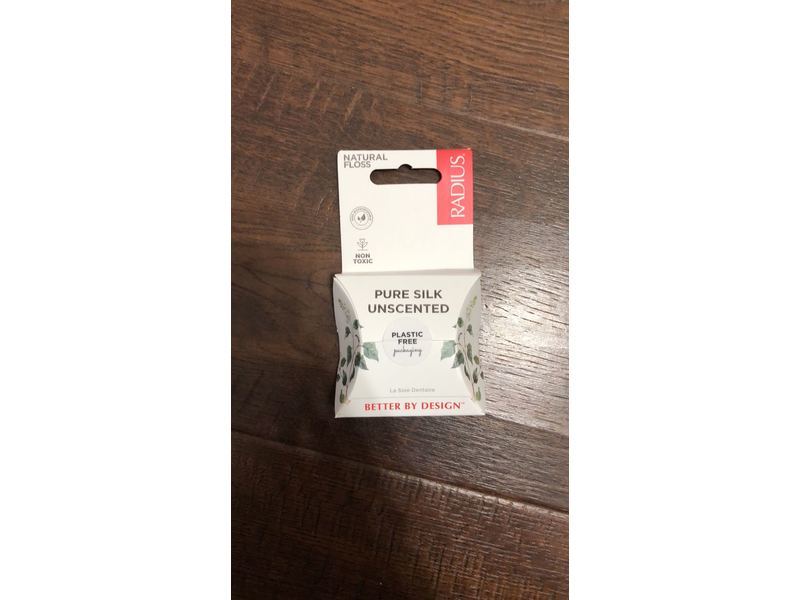 NATURAL
FLOSS
RADIUS
NON
TOXIC
PURE SILK
UNSCENTED
PLASTIC
FREE
packaging
La Soie Dentaire
BETTER BY DESIGN™